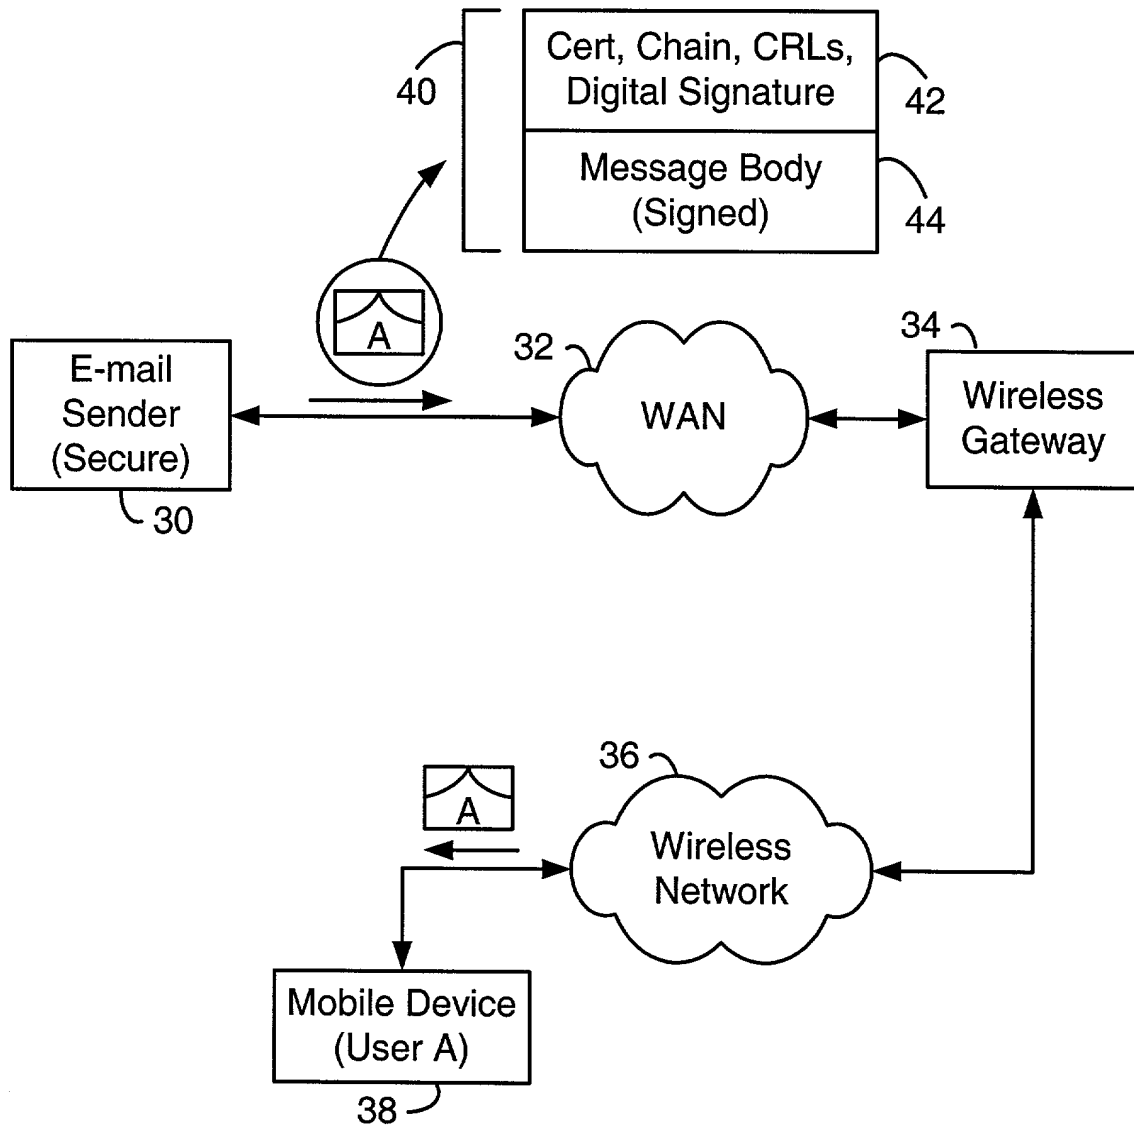 Cert, Chain, CRLs,
Digital Signature
40
42
Message Body
(Signed)
44
A
E-mail
Sender
(Secure)
30
32
WAN
34
Wireless
Gateway
36
Wireless
Network
A
Mobile Device
(User A)
38